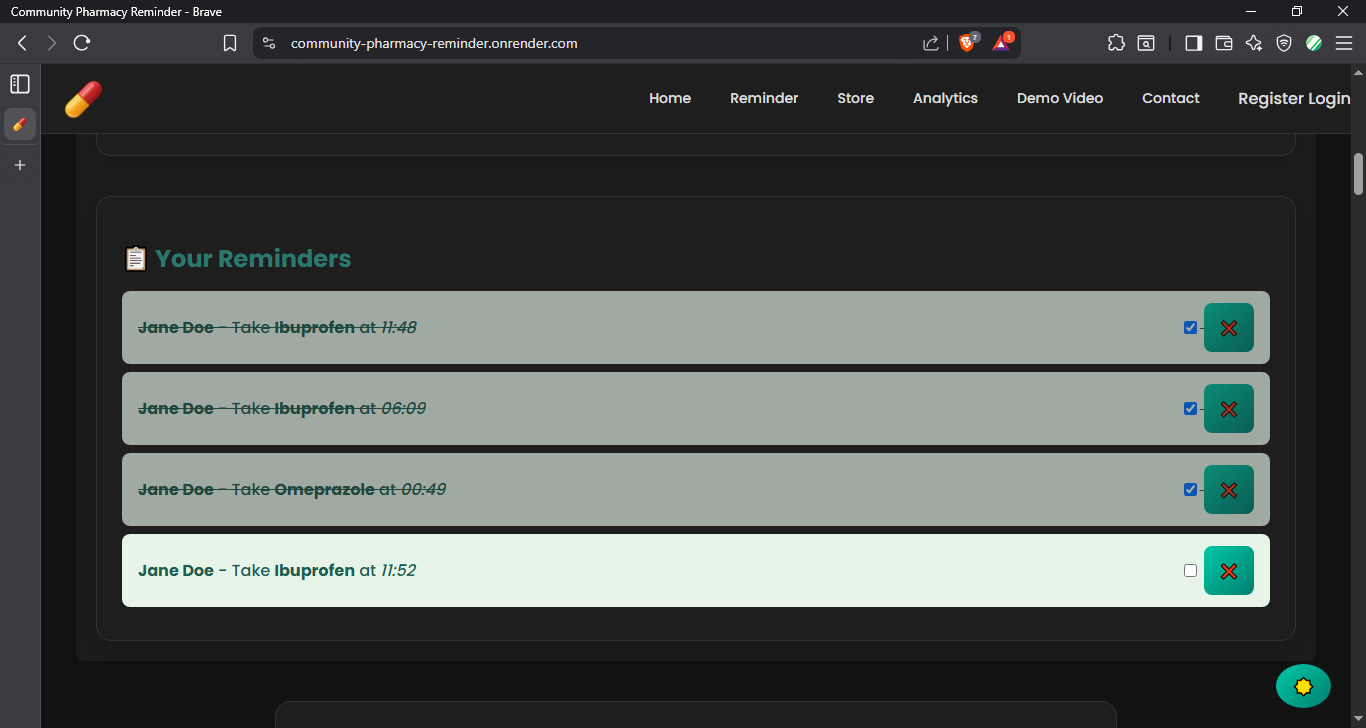 Community Pharmacy Reminder - Brave
community-pharmacy-reminder.onrender.com
7
1
Home
Reminder
Store
Analytics
Demo Video
Contact
Register Login
📋 Your Reminders
Jane Doe - Take Ibuprofen at 11:48
Jane Doe - Take Ibuprofen at 06:09
Jane Doe - Take Omeprazole at 00:49
Jane Doe - Take Ibuprofen at 11:52